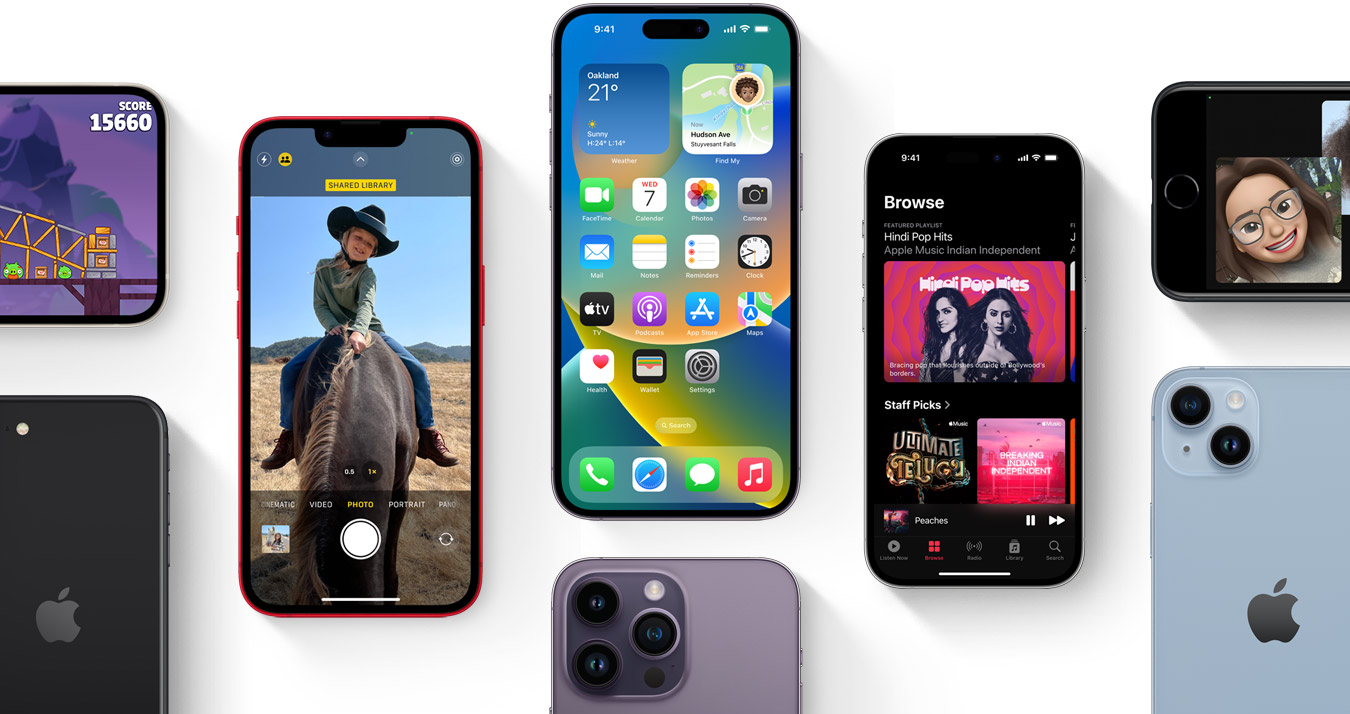 SCORE
15660
SHARED LIBRARY
0.5
1×
CINEMATIC
VIDEO
PHOTO
PORTRAIT
PANO
9:41
Oakland
21°
Sunny
H:24° L:14°
Weather
Now
Hudson Ave
Stuyvesant Falls
Find My
FaceTime
WED
7
Calendar
Photos
Camera
Mail
Notes
Reminders
Clock
tv
TV
Podcasts
App Store
Maps
Health
Wallet
Settings
Search
9:41
Browse
FEATURED PLAYLIST
Hindi Pop Hits
Apple Music Indian Independent
Hindi Pop Hits
Bracing pop that flourishes outside of Bollywood's
borders.
Staff Picks
Music
ULTIMATE
TELUGU
Music
BREAKING
INDIAN
INDEPENDENT
Peaches
Listen Now
Browse
Radio
Library
Search